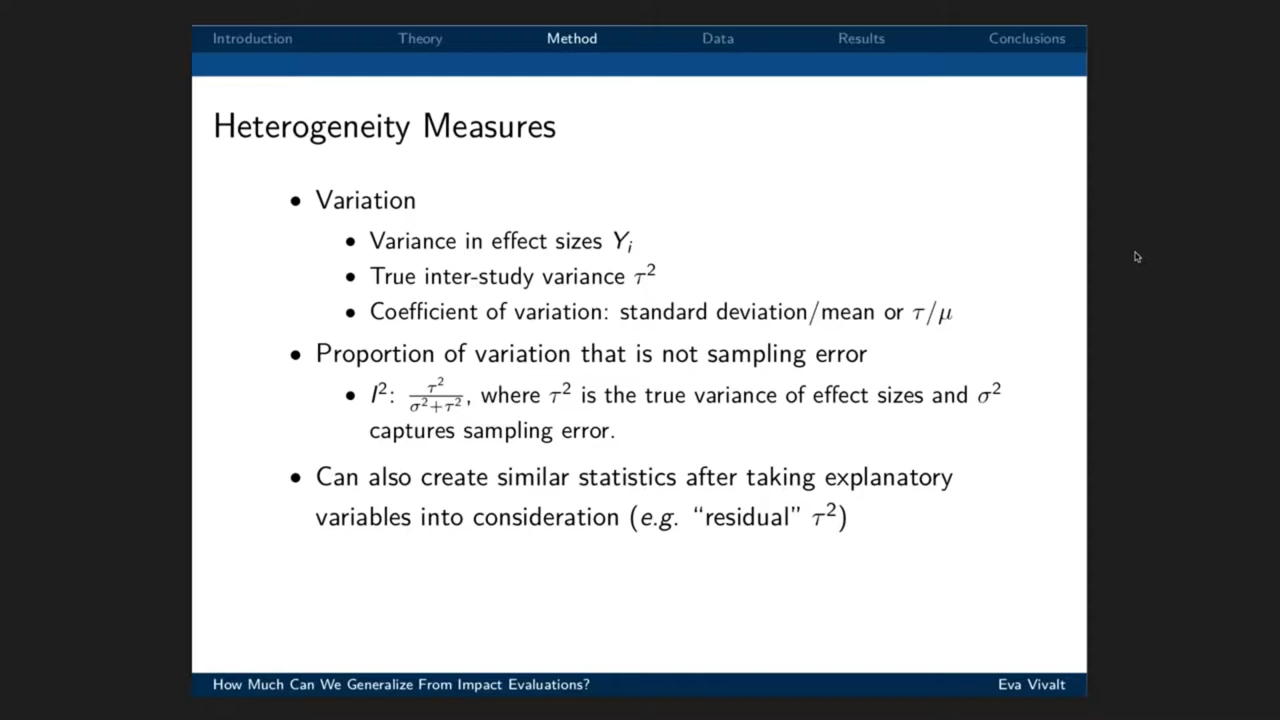 Introduction Theory Method Data Results Conclusions
Heterogeneity Measures
• Variation
• Variance in effect sizes Yᵢ
• True inter-study variance τ²
• Coefficient of variation: standard deviation/mean or τ/μ
• Proportion of variation that is not sampling error
• I²: τ²/(σ²+τ²), where τ² is the true variance of effect sizes and σ²
captures sampling error.
• Can also create similar statistics after taking explanatory
variables into consideration (e.g. “residual” τ²)
How Much Can We Generalize From Impact Evaluations? Eva Vivalt